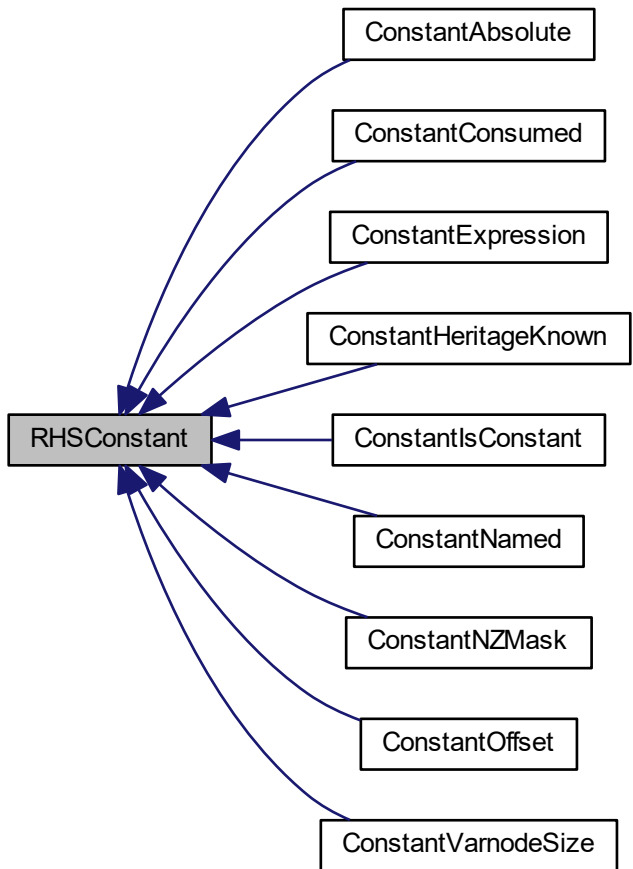 ConstantAbsolute
ConstantConsumed
ConstantExpression
ConstantHeritageKnown
RHSConstant
ConstantIsConstant
ConstantNamed
ConstantNZMask
ConstantOffset
ConstantVarnodeSize